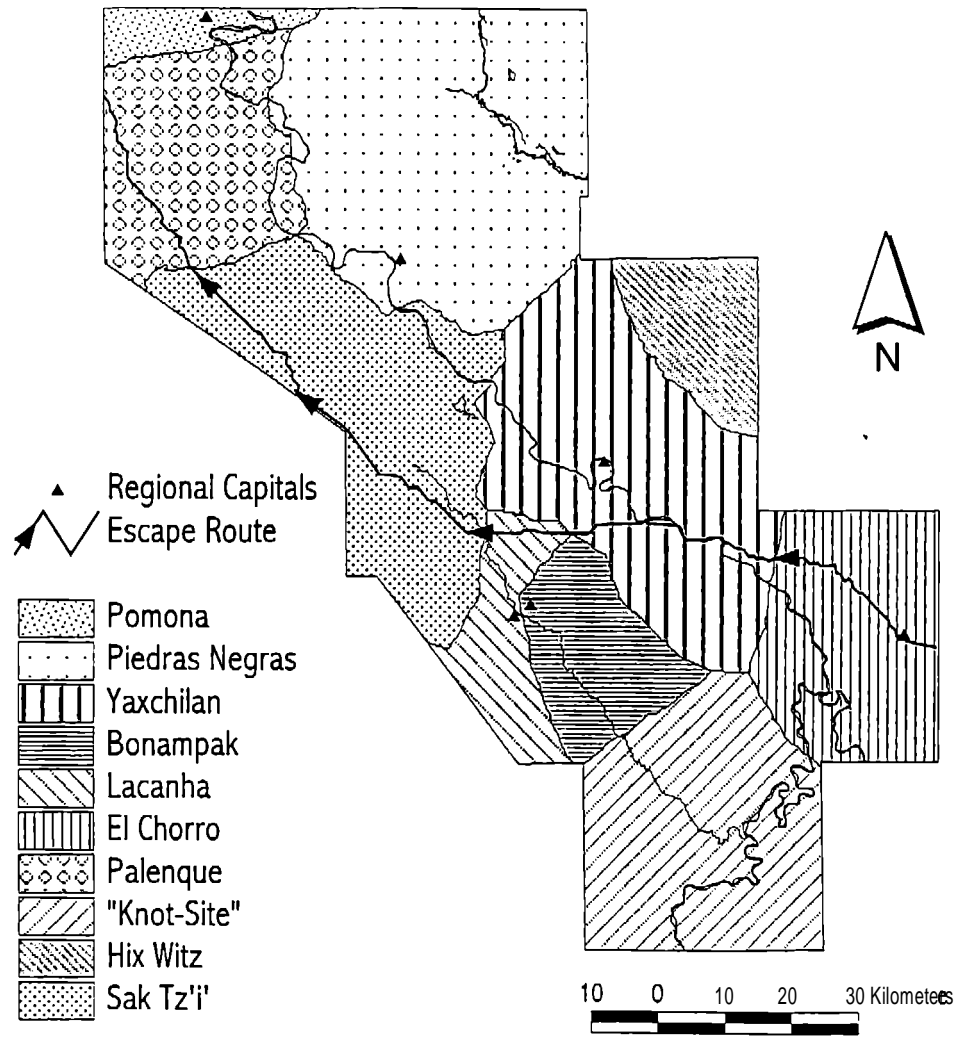 N
Regional Capitals
Escape Route
Pomona
Piedras Negras
Yaxchilan
Bonampak
Lacanha
El Chorro
Palenque
"Knot-Site"
Hix Witz
Sak Tz'i'
10 0 10 20 30 Kilometers